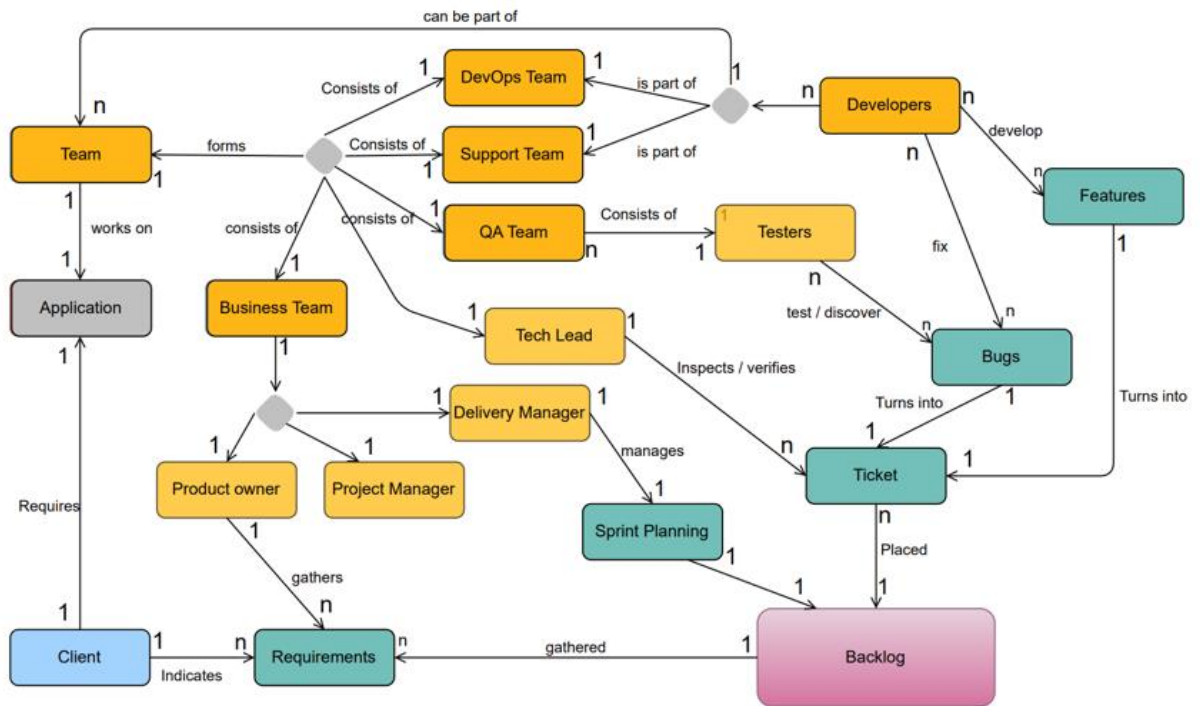 can be part of
1
1
DevOps Team
1
Consists of
is part of
n
Developers
n
n
develop
Team
1
forms
Consists of
1
Support Team
1
is part of
n
n
Features
1
1
works on
consists of
consists of
1
QA Team
n
Consists of
1
1
Testers
n
fix
1
Application
1
1
Business Team
1
1
Tech Lead
1
test / discover
n
n
Bugs
1
Inspects / verifies
Turns into
Turns into
1
Delivery Manager
1
manages
1
1
Product owner
1
Project Manager
1
n
1
Ticket
1
n
Requires
1
Sprint Planning
1
Placed
1
gathers
n
1
1
1
Client
1
Indicates
n
Requirements
n
gathered
1
Backlog